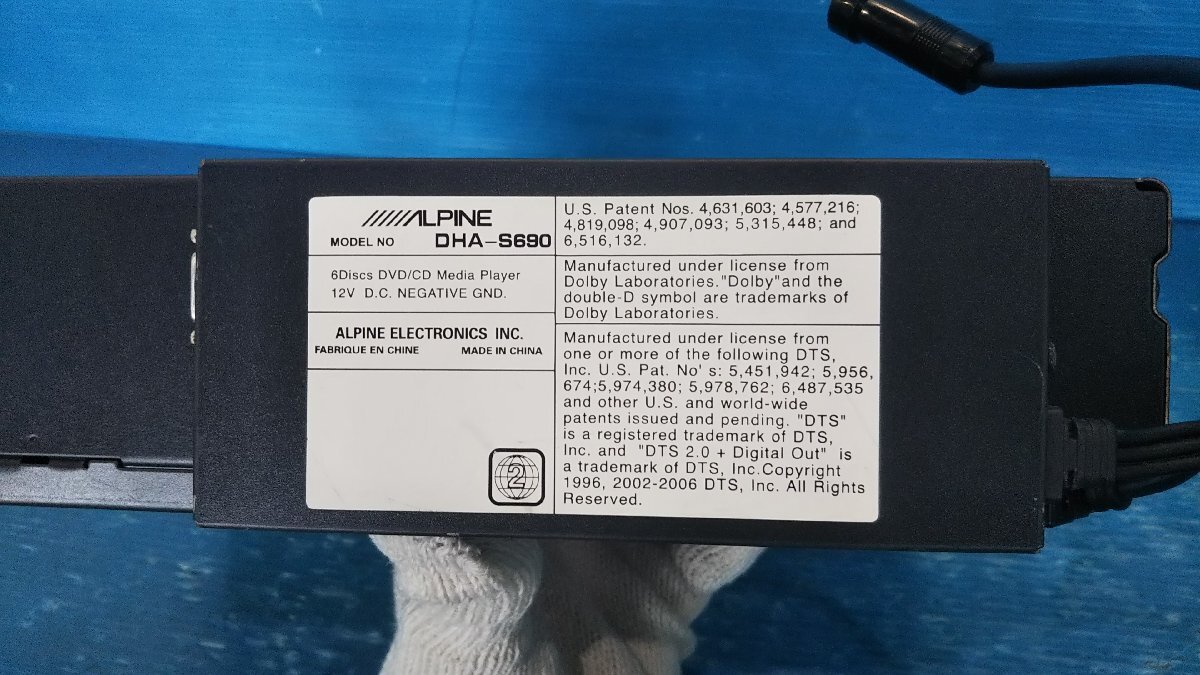 ALPINE
MODEL NO DHA-S690
6Discs DVD/CD Media Player
12V D.C. NEGATIVE GND.
ALPINE ELECTRONICS INC.
FABRIQUE EN CHINE MADE IN CHINA
2
U.S. Patent Nos. 4,631,603; 4,577,216;
4,819,098; 4,907,093; 5,315,448; and
6,516,132.
Manufactured under license from
Dolby Laboratories."Dolby"and the
double-D symbol are trademarks of
Dolby Laboratories.
Manufactured under license from
one or more of the following DTS,
Inc. U.S. Pat. No' s: 5,451,942; 5,956,
674;5,974,380; 5,978,762; 6,487,535
and other U.S. and world-wide
patents issued and pending. "DTS"
is a registered trademark of DTS,
Inc. and "DTS 2.0 + Digital Out" is
a trademark of DTS, Inc.Copyright
1996, 2002-2006 DTS, Inc. All Rights
Reserved.